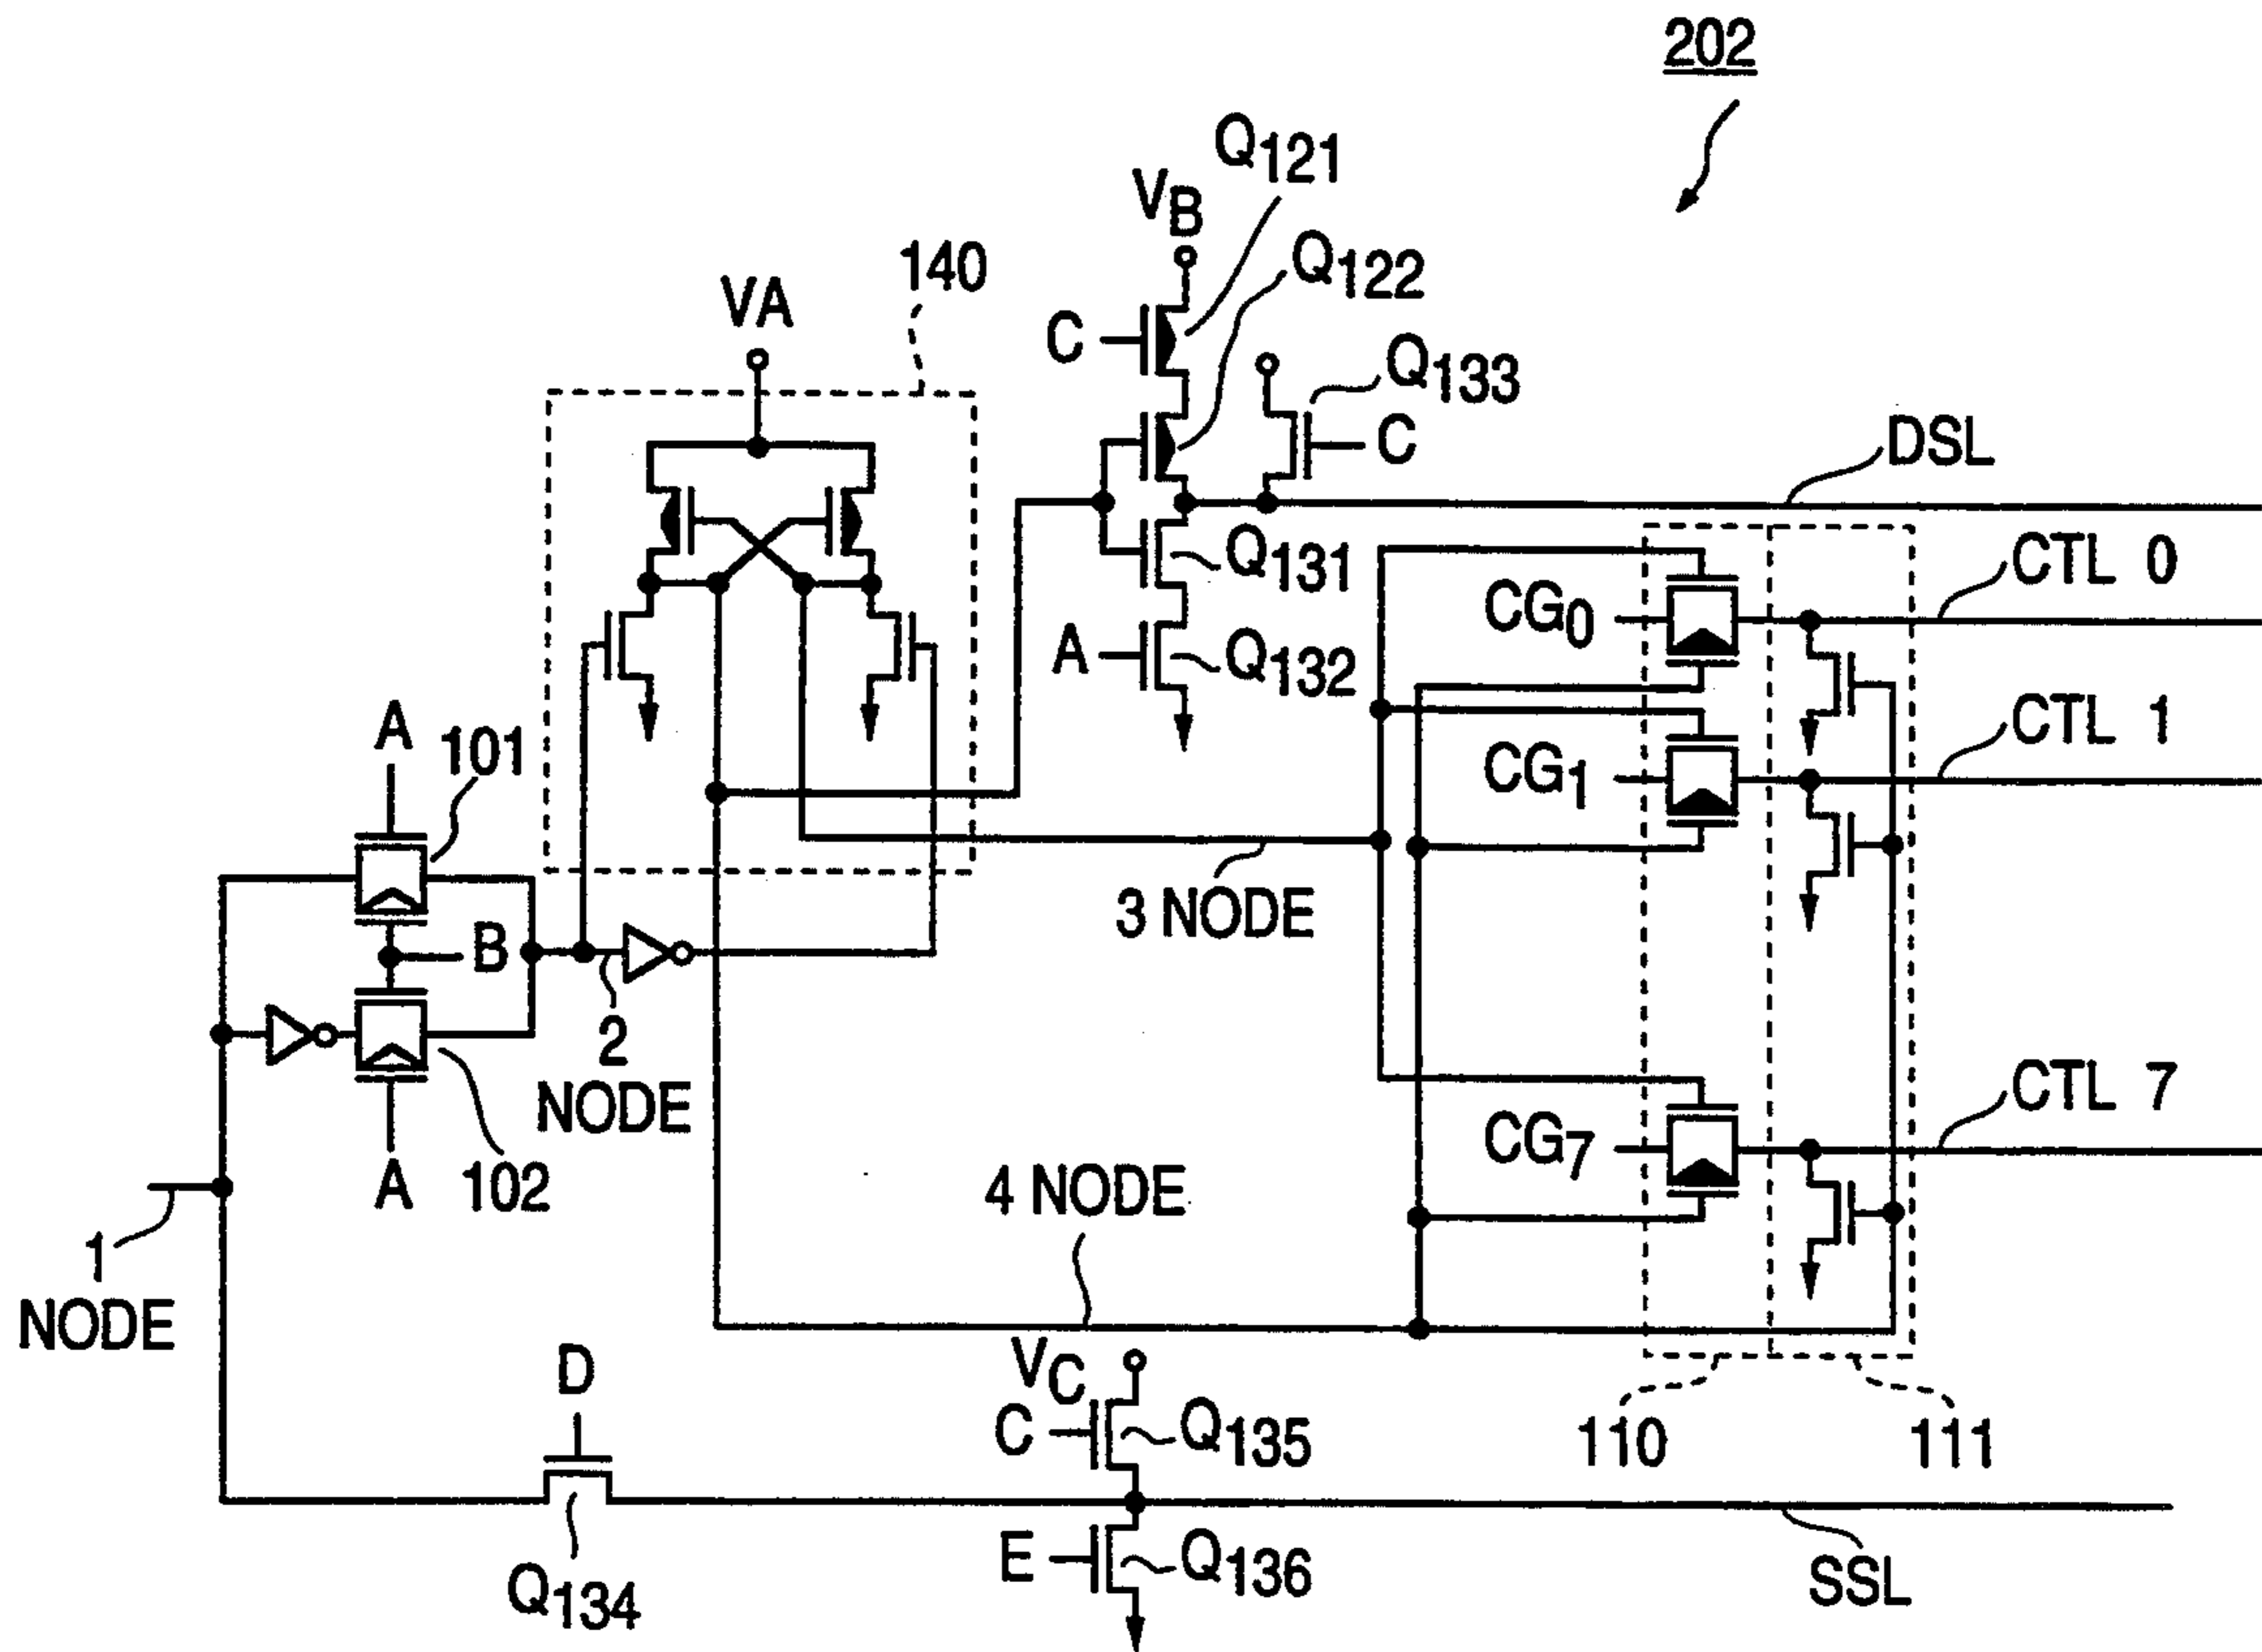 202
Q121
VB
Q122
140
VA
C
Q133
C
DSL
CTL 0
Q131
CG0
A
Q132
CTL 1
A
101
CG1
3 NODE
B
2
NODE
CTL 7
CG7
A
102
4 NODE
1
NODE
D
VC
C
Q135
110
111
E
Q136
Q134
SSL